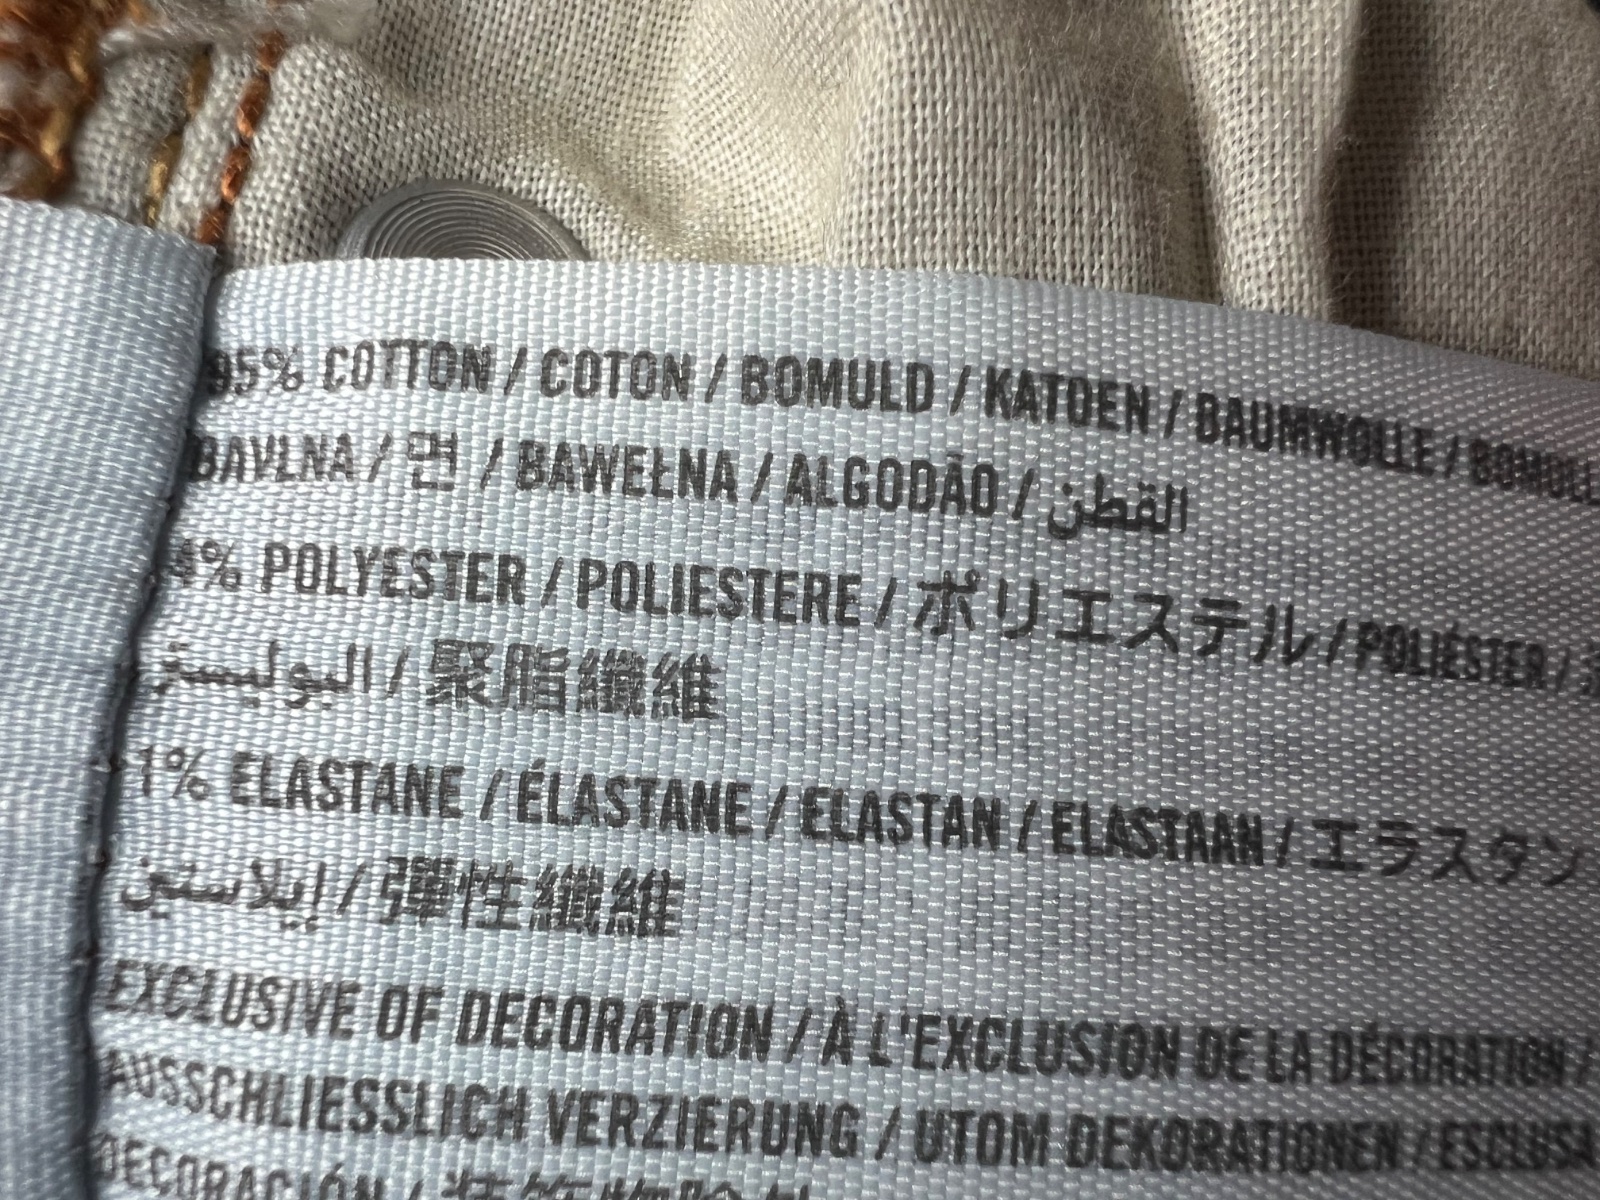 95% COTTON / COTON / BOMULD / KATOEN / BAUMWOLLE / BOMULL
BAVLNA / 면 / BAWEŁNA / ALGODÃO / القطن
4% POLYESTER / POLIESTERE / ポリエステル / POLIÉSTER /
البوليستر / 聚脂纖維
1% ELASTANE / ÉLASTANE / ELASTAN / ELASTAAN / エラスタン
إيلاستين / 彈性纖維
EXCLUSIVE OF DECORATION / À L'EXCLUSION DE LA DÉCORATION /
AUSSCHLIESSLICH VERZIERUNG / UTOM DEKORATIONEN /
DECORACIÓN /